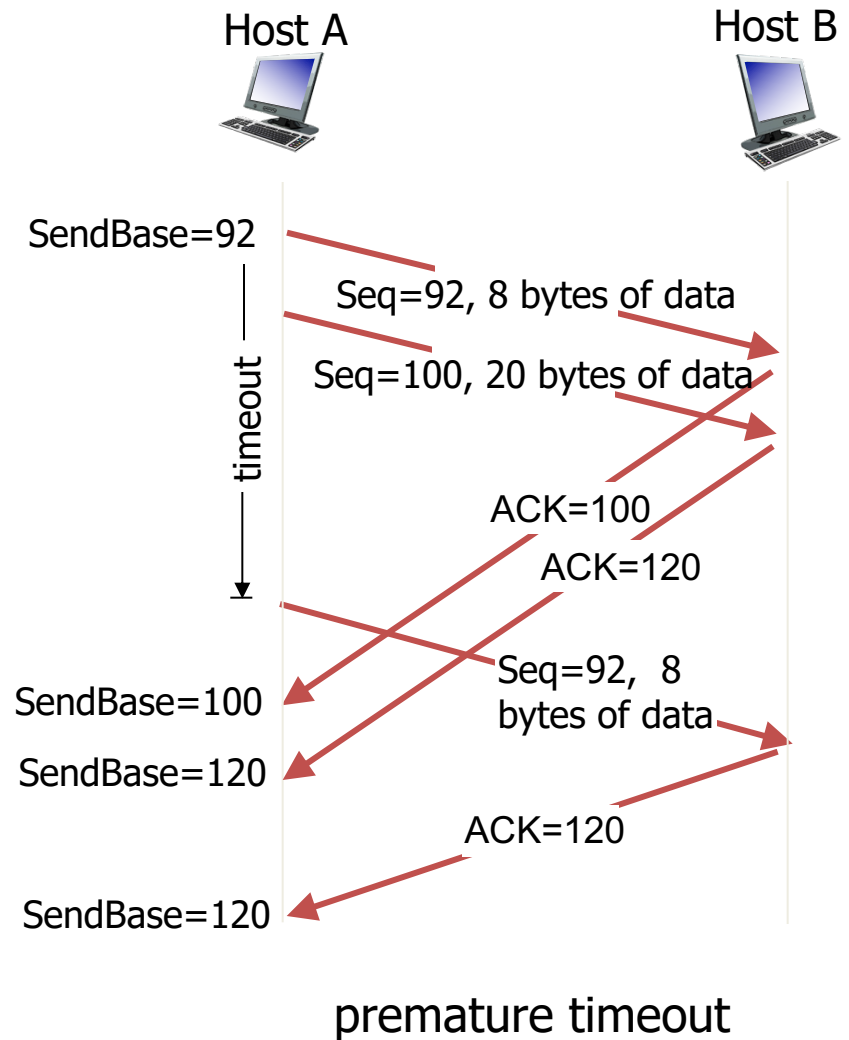 Host A
Host B
SendBase=92
Seq=92, 8 bytes of data
Seq=100, 20 bytes of data
timeout
ACK=100
ACK=120
Seq=92,  8
bytes of data
SendBase=100
SendBase=120
ACK=120
SendBase=120
premature timeout